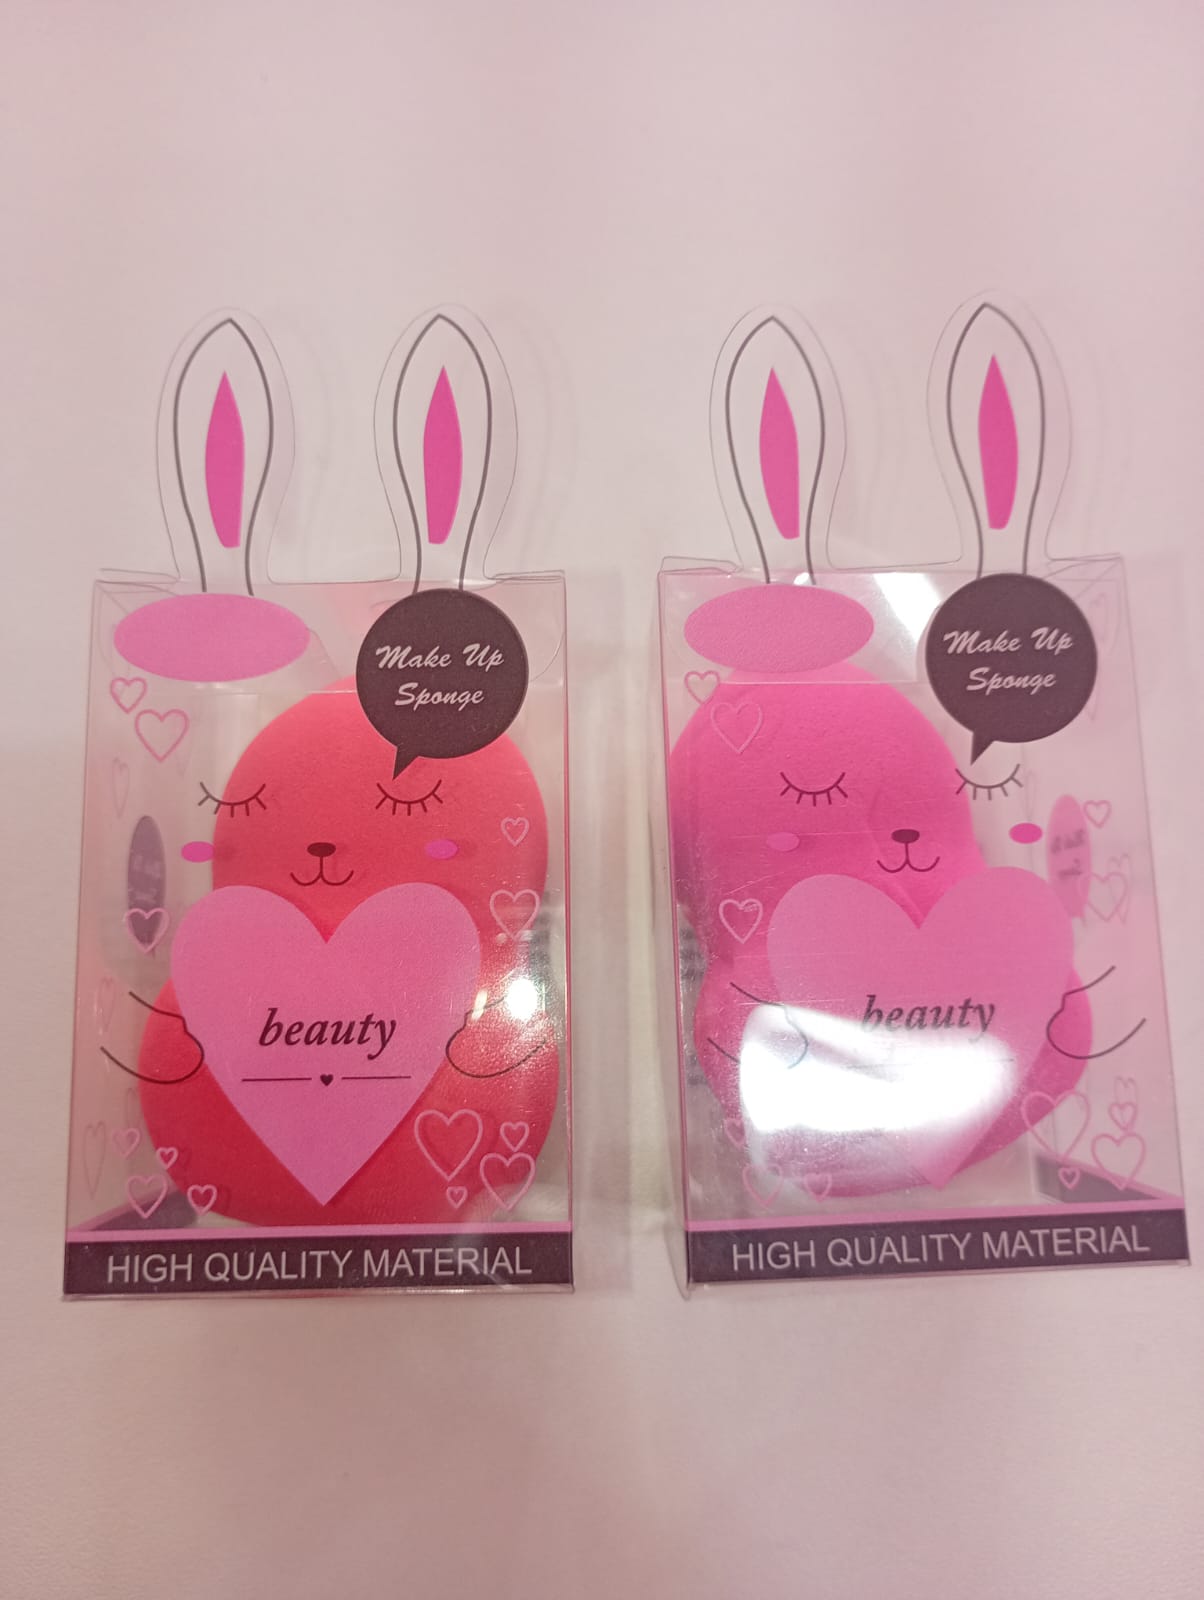 Make Up
Sponge
beauty
HIGH QUALITY MATERIAL
Make Up
Sponge
beauty
HIGH QUALITY MATERIAL